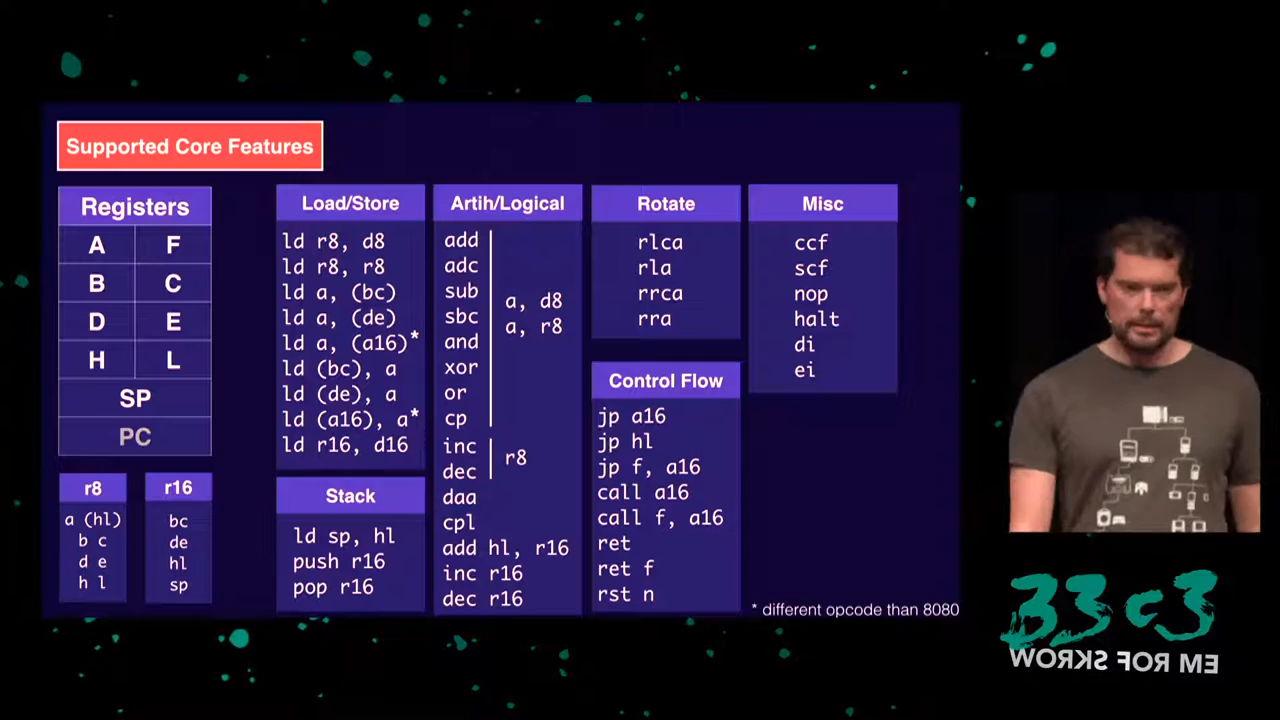 Supported Core Features
Registers
A F
B C
D E
H L
SP
PC
r8
a (hl)
b c
d e
h l
r16
bc
de
hl
sp
Load/Store
ld r8, d8
ld r8, r8
ld a, (bc)
ld a, (de)
ld a, (a16)*
ld (bc), a
ld (de), a
ld (a16), a*
ld r16, d16
Stack
ld sp, hl
push r16
pop r16
Artih/Logical
add
adc
sub
sbc
and
xor
or
cp
a, d8
a, r8
inc
dec
r8
daa
cpl
add hl, r16
inc r16
dec r16
Rotate
rlca
rla
rrca
rra
Control Flow
jp a16
jp hl
jp f, a16
call a16
call f, a16
ret
ret f
rst n
Misc
ccf
scf
nop
halt
di
ei
* different opcode than 8080
33c3
WORKS FOR ME